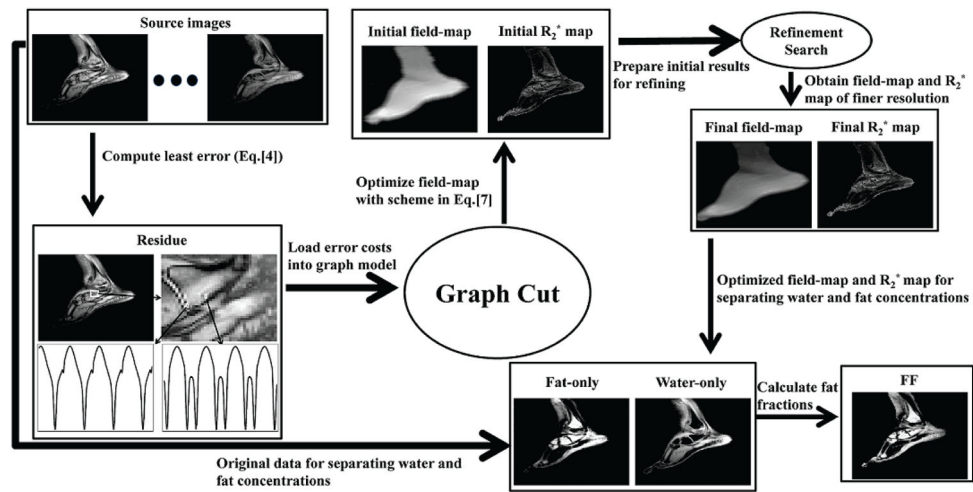 Source images
Compute least error (Eq.[4])
Residue
Load error costs
into graph model
Graph Cut
Optimize field-map
with scheme in Eq.[7]
Initial field-map
Initial R₂* map
Prepare initial results
for refining
Refinement
Search
Obtain field-map and R₂*
map of finer resolution
Final field-map
Final R₂* map
Optimized field-map and R₂* map for
separating water and fat concentrations
Original data for separating water and
fat concentrations
Fat-only
Water-only
Calculate fat
fractions
FF